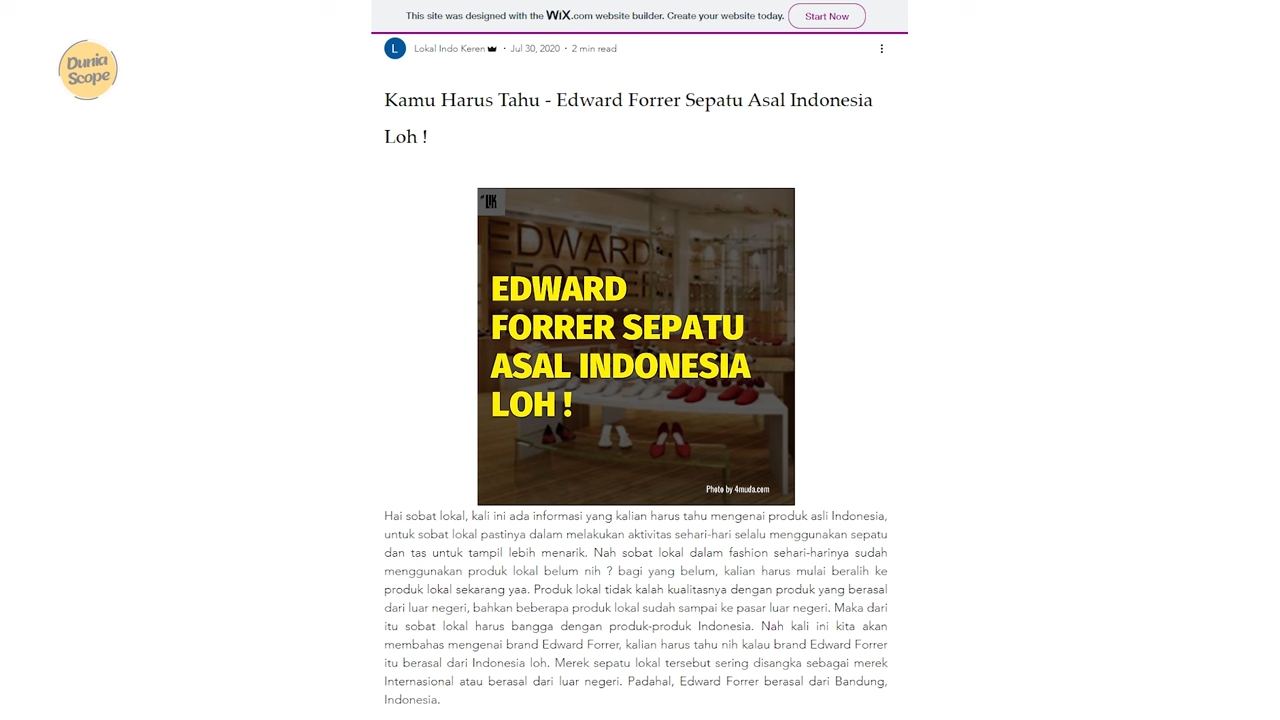 This site was designed with the WiX.com website builder. Create your website today. Start Now
Dunia
Scope
L Lokal Indo Keren · Jul 30, 2020 · 2 min read
Kamu Harus Tahu - Edward Forrer Sepatu Asal Indonesia
Loh !
LIK
EDWARD
FORRER
EDWARD
FORRER SEPATU
ASAL INDONESIA
LOH !
Photo by 4muda.com
Hai sobat lokal, kali ini ada informasi yang kalian harus tahu mengenai produk asli Indonesia,
untuk sobat lokal pastinya dalam melakukan aktivitas sehari-hari selalu menggunakan sepatu
dan tas untuk tampil lebih menarik. Nah sobat lokal dalam fashion sehari-harinya sudah
menggunakan produk lokal belum nih ? bagi yang belum, kalian harus mulai beralih ke
produk lokal sekarang yaa. Produk lokal tidak kalah kualitasnya dengan produk yang berasal
dari luar negeri, bahkan beberapa produk lokal sudah sampai ke pasar luar negeri. Maka dari
itu sobat lokal harus bangga dengan produk-produk Indonesia. Nah kali ini kita akan
membahas mengenai brand Edward Forrer, kalian harus tahu nih kalau brand Edward Forrer
itu berasal dari Indonesia loh. Merek sepatu lokal tersebut sering disangka sebagai merek
Internasional atau berasal dari luar negeri. Padahal, Edward Forrer berasal dari Bandung,
Indonesia.